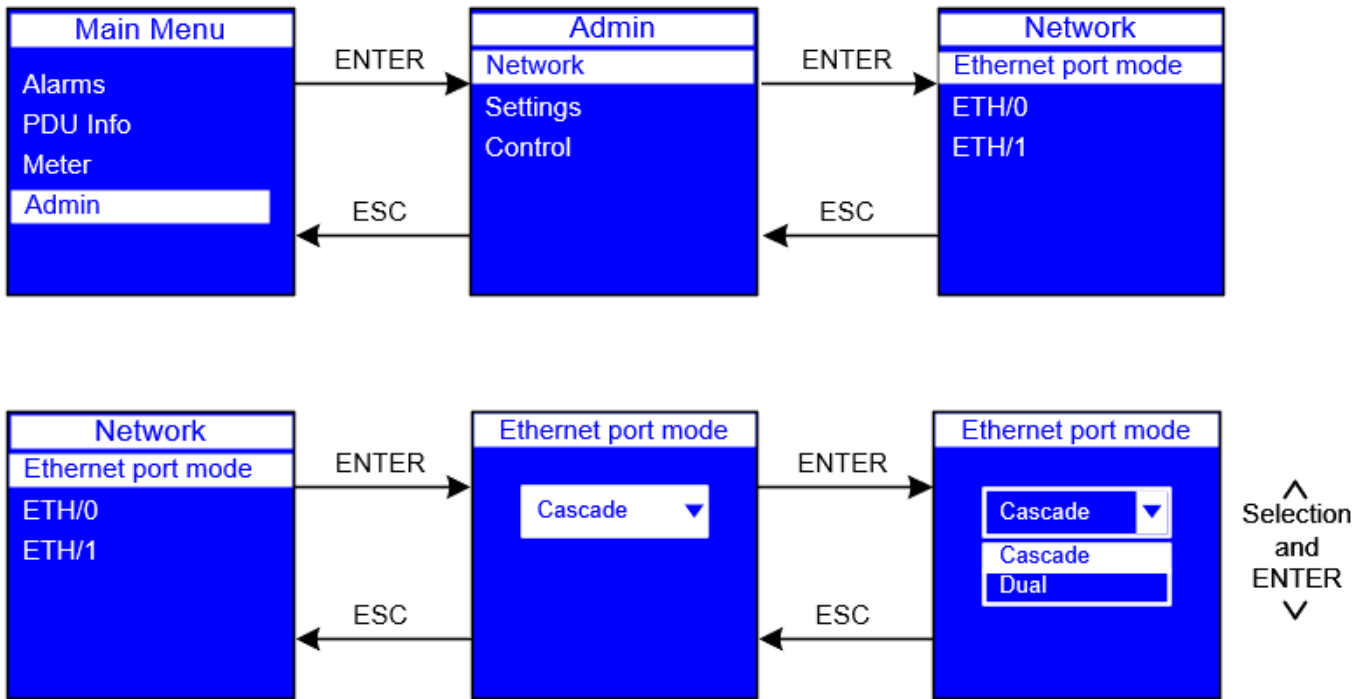 Main Menu
Alarms
PDU Info
Meter
Admin
ENTER
ESC
Admin
Network
Settings
Control
ENTER
ESC
Network
Ethernet port mode
ETH/0
ETH/1
Network
Ethernet port mode
ETH/0
ETH/1
ENTER
ESC
Ethernet port mode
Cascade
ENTER
ESC
Ethernet port mode
Cascade
Cascade
Dual
Selection
and
ENTER